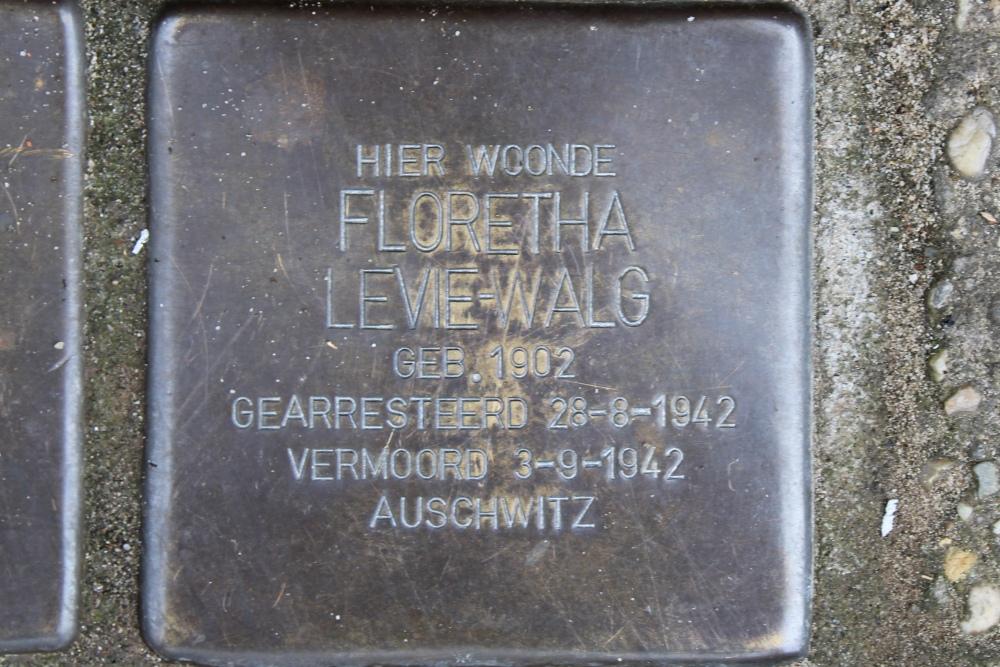 HIER WOONDE
FLORETHA
LEVIE-WALG
GEB. 1902
GEARRESTEERD 28-8-1942
VERMOORD 3-9-1942
AUSCHWITZ